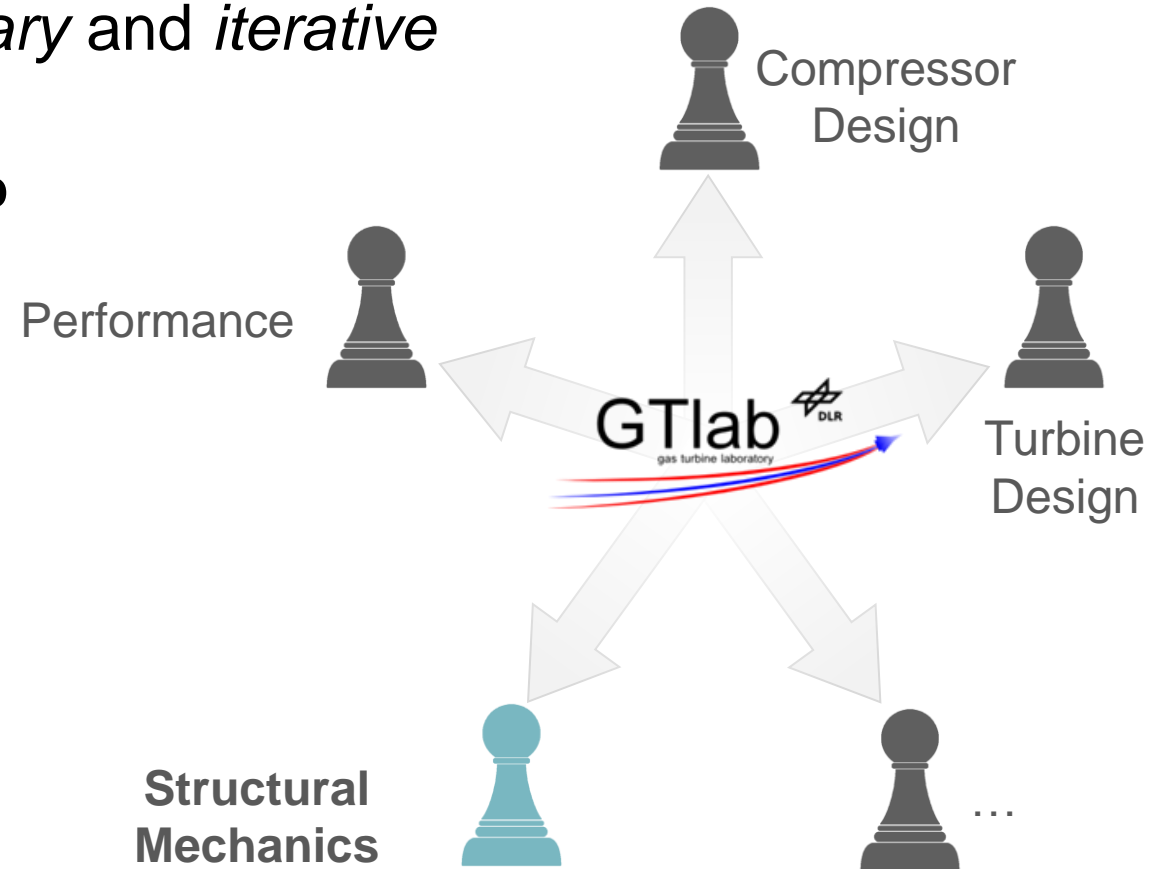 ary and iterative
Compressor
Design
Performance
GTlab
DLR
gas turbine laboratory
Turbine
Design
Structural
Mechanics
…